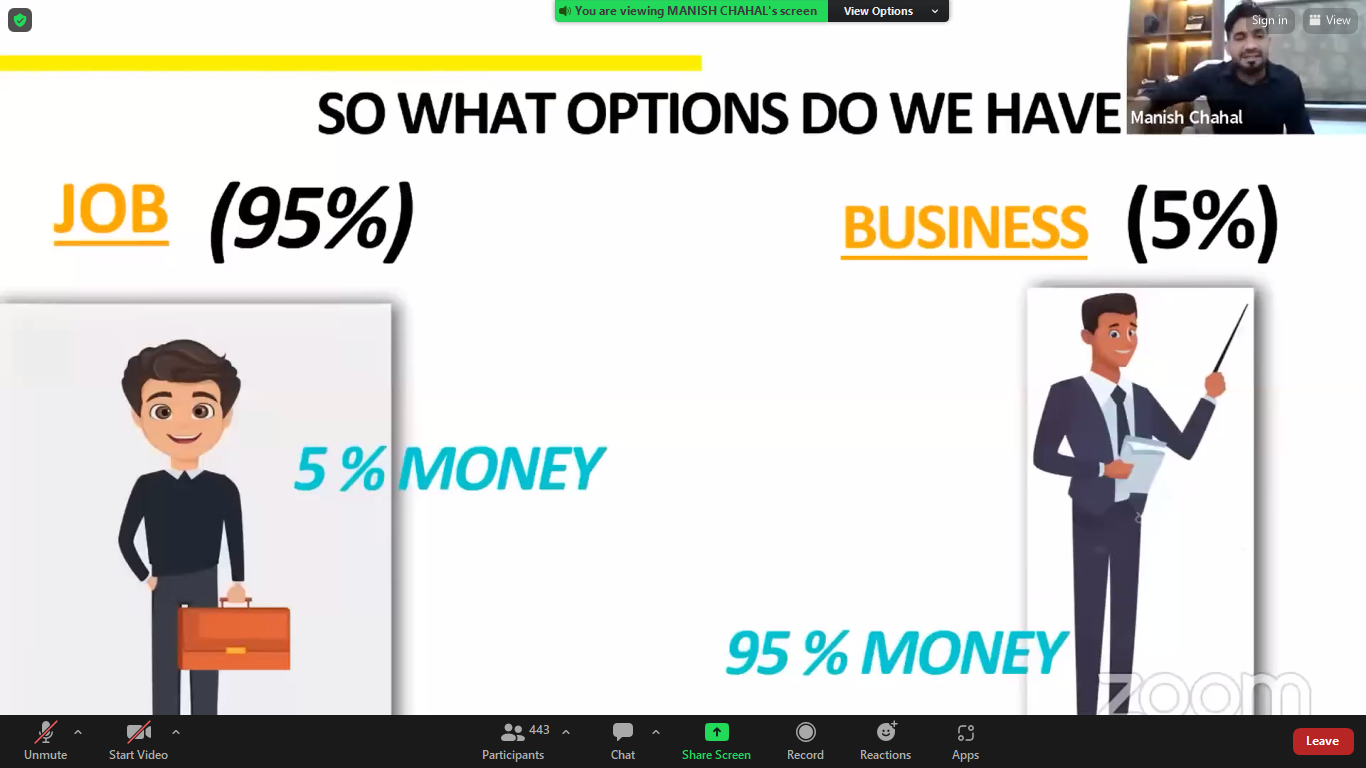 You are viewing MANISH CHAHAL's screen
View Options
Sign in
View
SO WHAT OPTIONS DO WE HAVE
Manish Chahal
JOB (95%)
BUSINESS (5%)
5 % MONEY
95 % MONEY
zoom
Unmute
Start Video
443
Participants
Chat
Share Screen
Record
Reactions
Apps
Leave